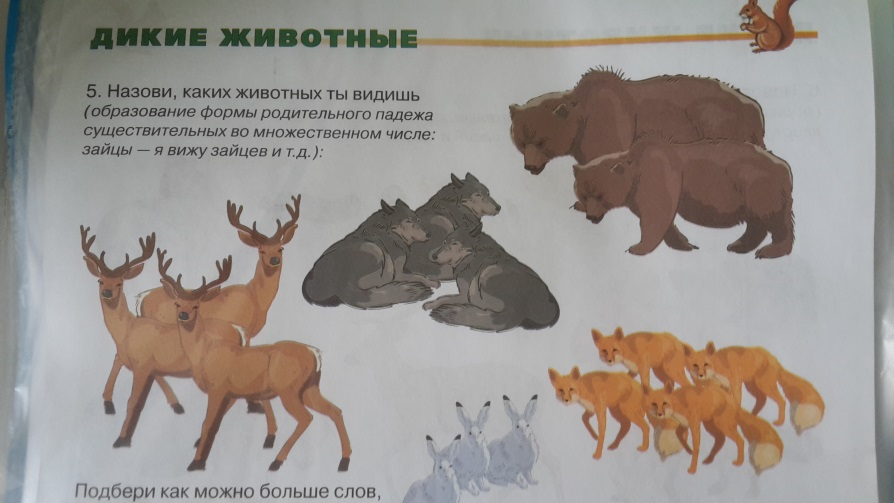 ДИКИЕ ЖИВОТНЫЕ
5. Назови, каких животных ты видишь
(образование формы родительного падежа
существительных во множественном числе:
зайцы — я вижу зайцев и т.д.):
Подбери как можно больше слов,